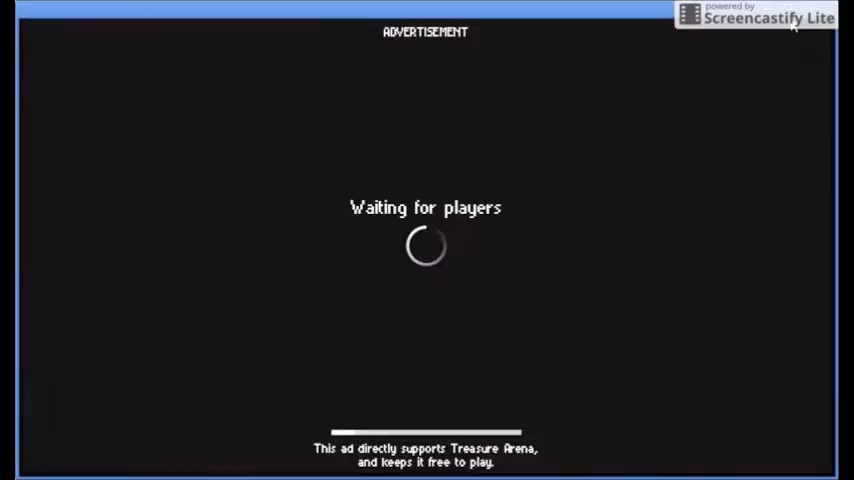 powered by
Screencastify Lite
ADVERTISEMENT
Waiting for players
This ad directly supports Treasure Arena,
and keeps it free to play.